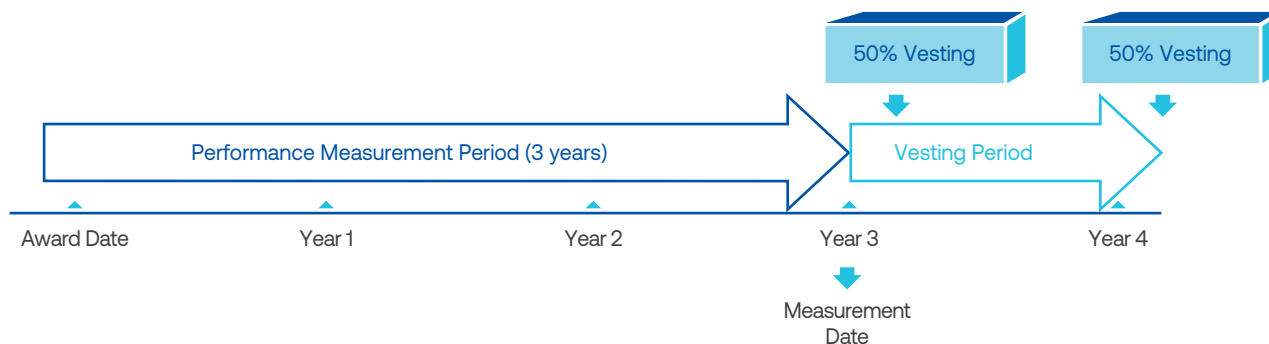 50% Vesting
50% Vesting
Performance Measurement Period (3 years)
Vesting Period
Award Date
Year 1
Year 2
Year 3
Year 4
Measurement
Date